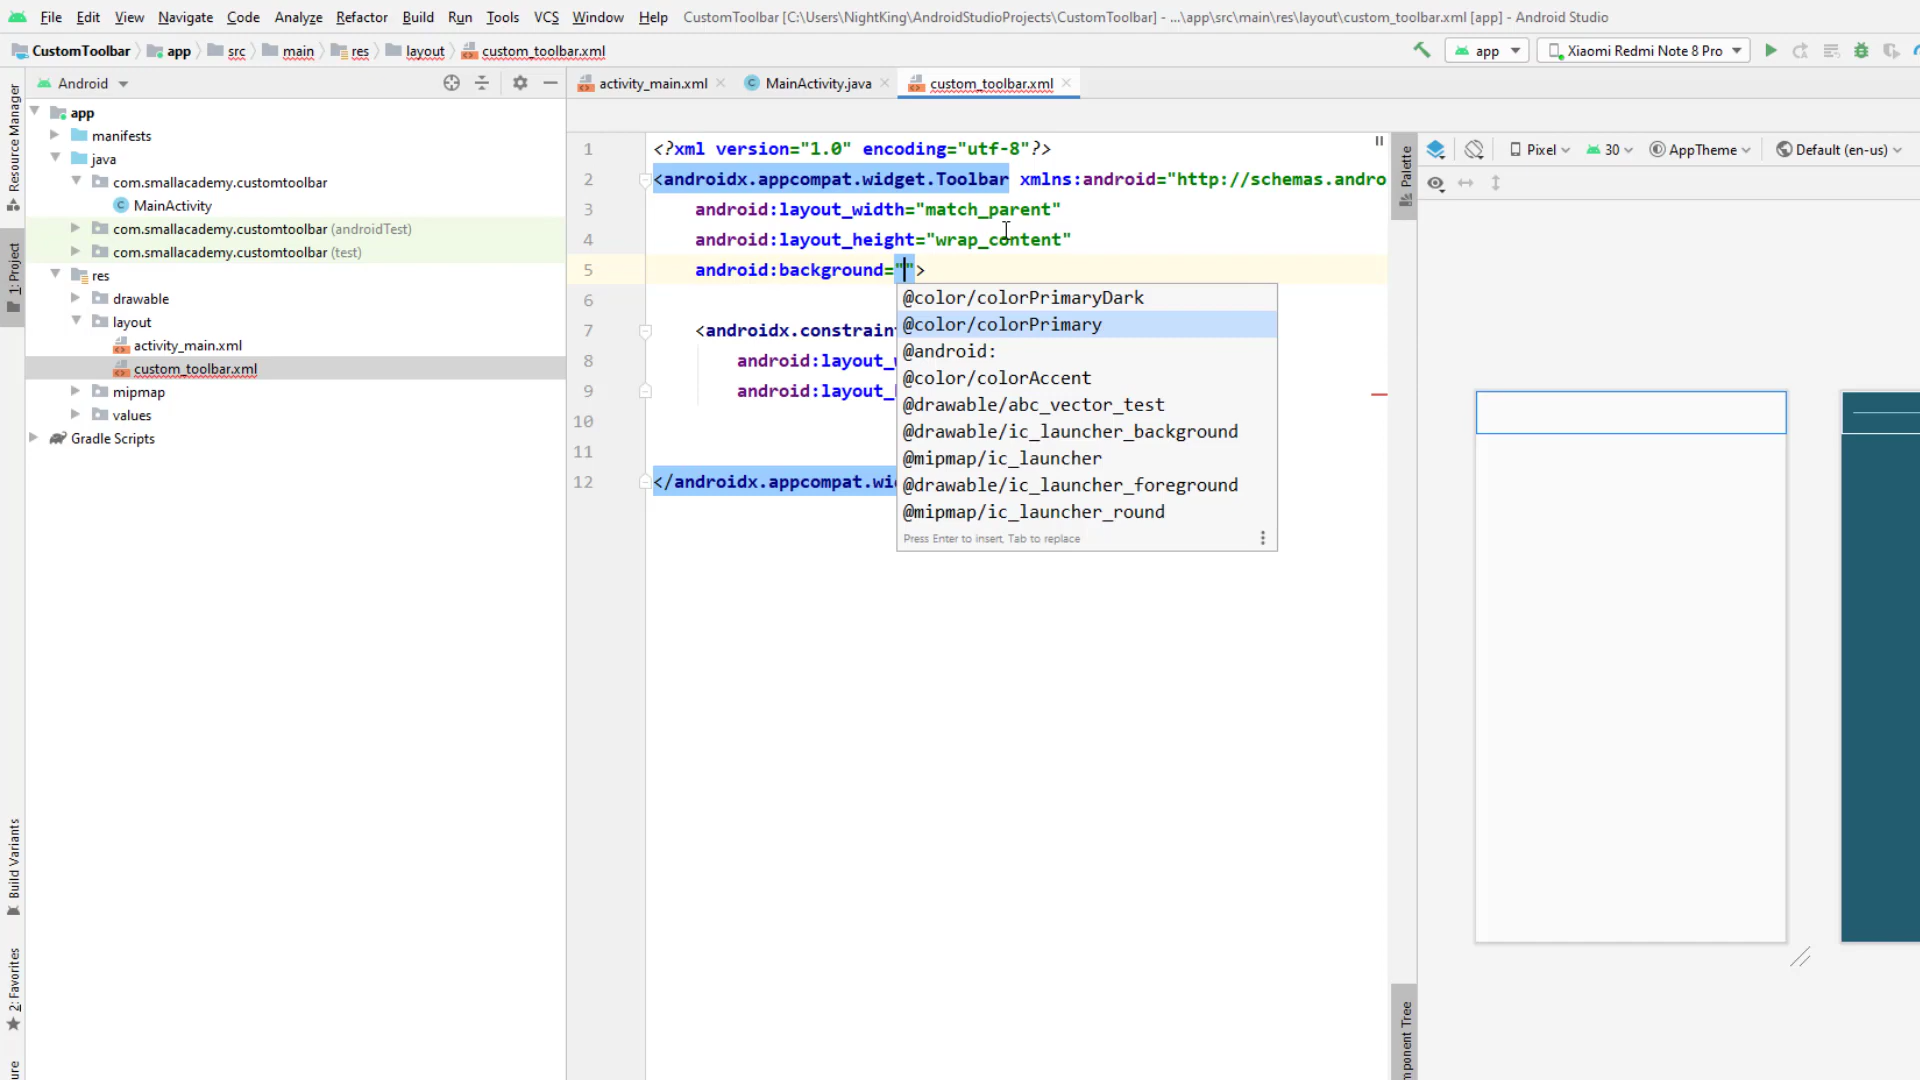 File Edit View Navigate Code Analyze Refactor Build Run Tools VCS Window Help CustomToolbar [C:\Users\NightKing\AndroidStudioProjects\CustomToolbar] - ...\app\src\main\res\layout\custom_toolbar.xml [app] - Android Studio
CustomToolbar app src main res layout custom_toolbar.xml app Xiaomi Redmi Note 8 Pro
Android activity_main.xml MainActivity.java custom_toolbar.xml
Resource Manager
1: Project
Build Variants
2: Favorites
app
manifests
java
com.smallacademy.customtoolbar
MainActivity
com.smallacademy.customtoolbar (androidTest)
com.smallacademy.customtoolbar (test)
res
drawable
layout
activity_main.xml
custom_toolbar.xml
mipmap
values
Gradle Scripts
1 <?xml version="1.0" encoding="utf-8"?>
2 <androidx.appcompat.widget.Toolbar xmlns:android="http://schemas.andro
3 android:layout_width="match_parent"
4 android:layout_height="wrap_content"
5 android:background="">
6
7 <androidx.constrain
8 android:layout_
9 android:layout_
10
11
12 </androidx.appcompat.wi
@color/colorPrimaryDark
@color/colorPrimary
@android:
@color/colorAccent
@drawable/abc_vector_test
@drawable/ic_launcher_background
@mipmap/ic_launcher
@drawable/ic_launcher_foreground
@mipmap/ic_launcher_round
Press Enter to insert, Tab to replace
Palette
Pixel 30 AppTheme Default (en-us)
mponent Tree